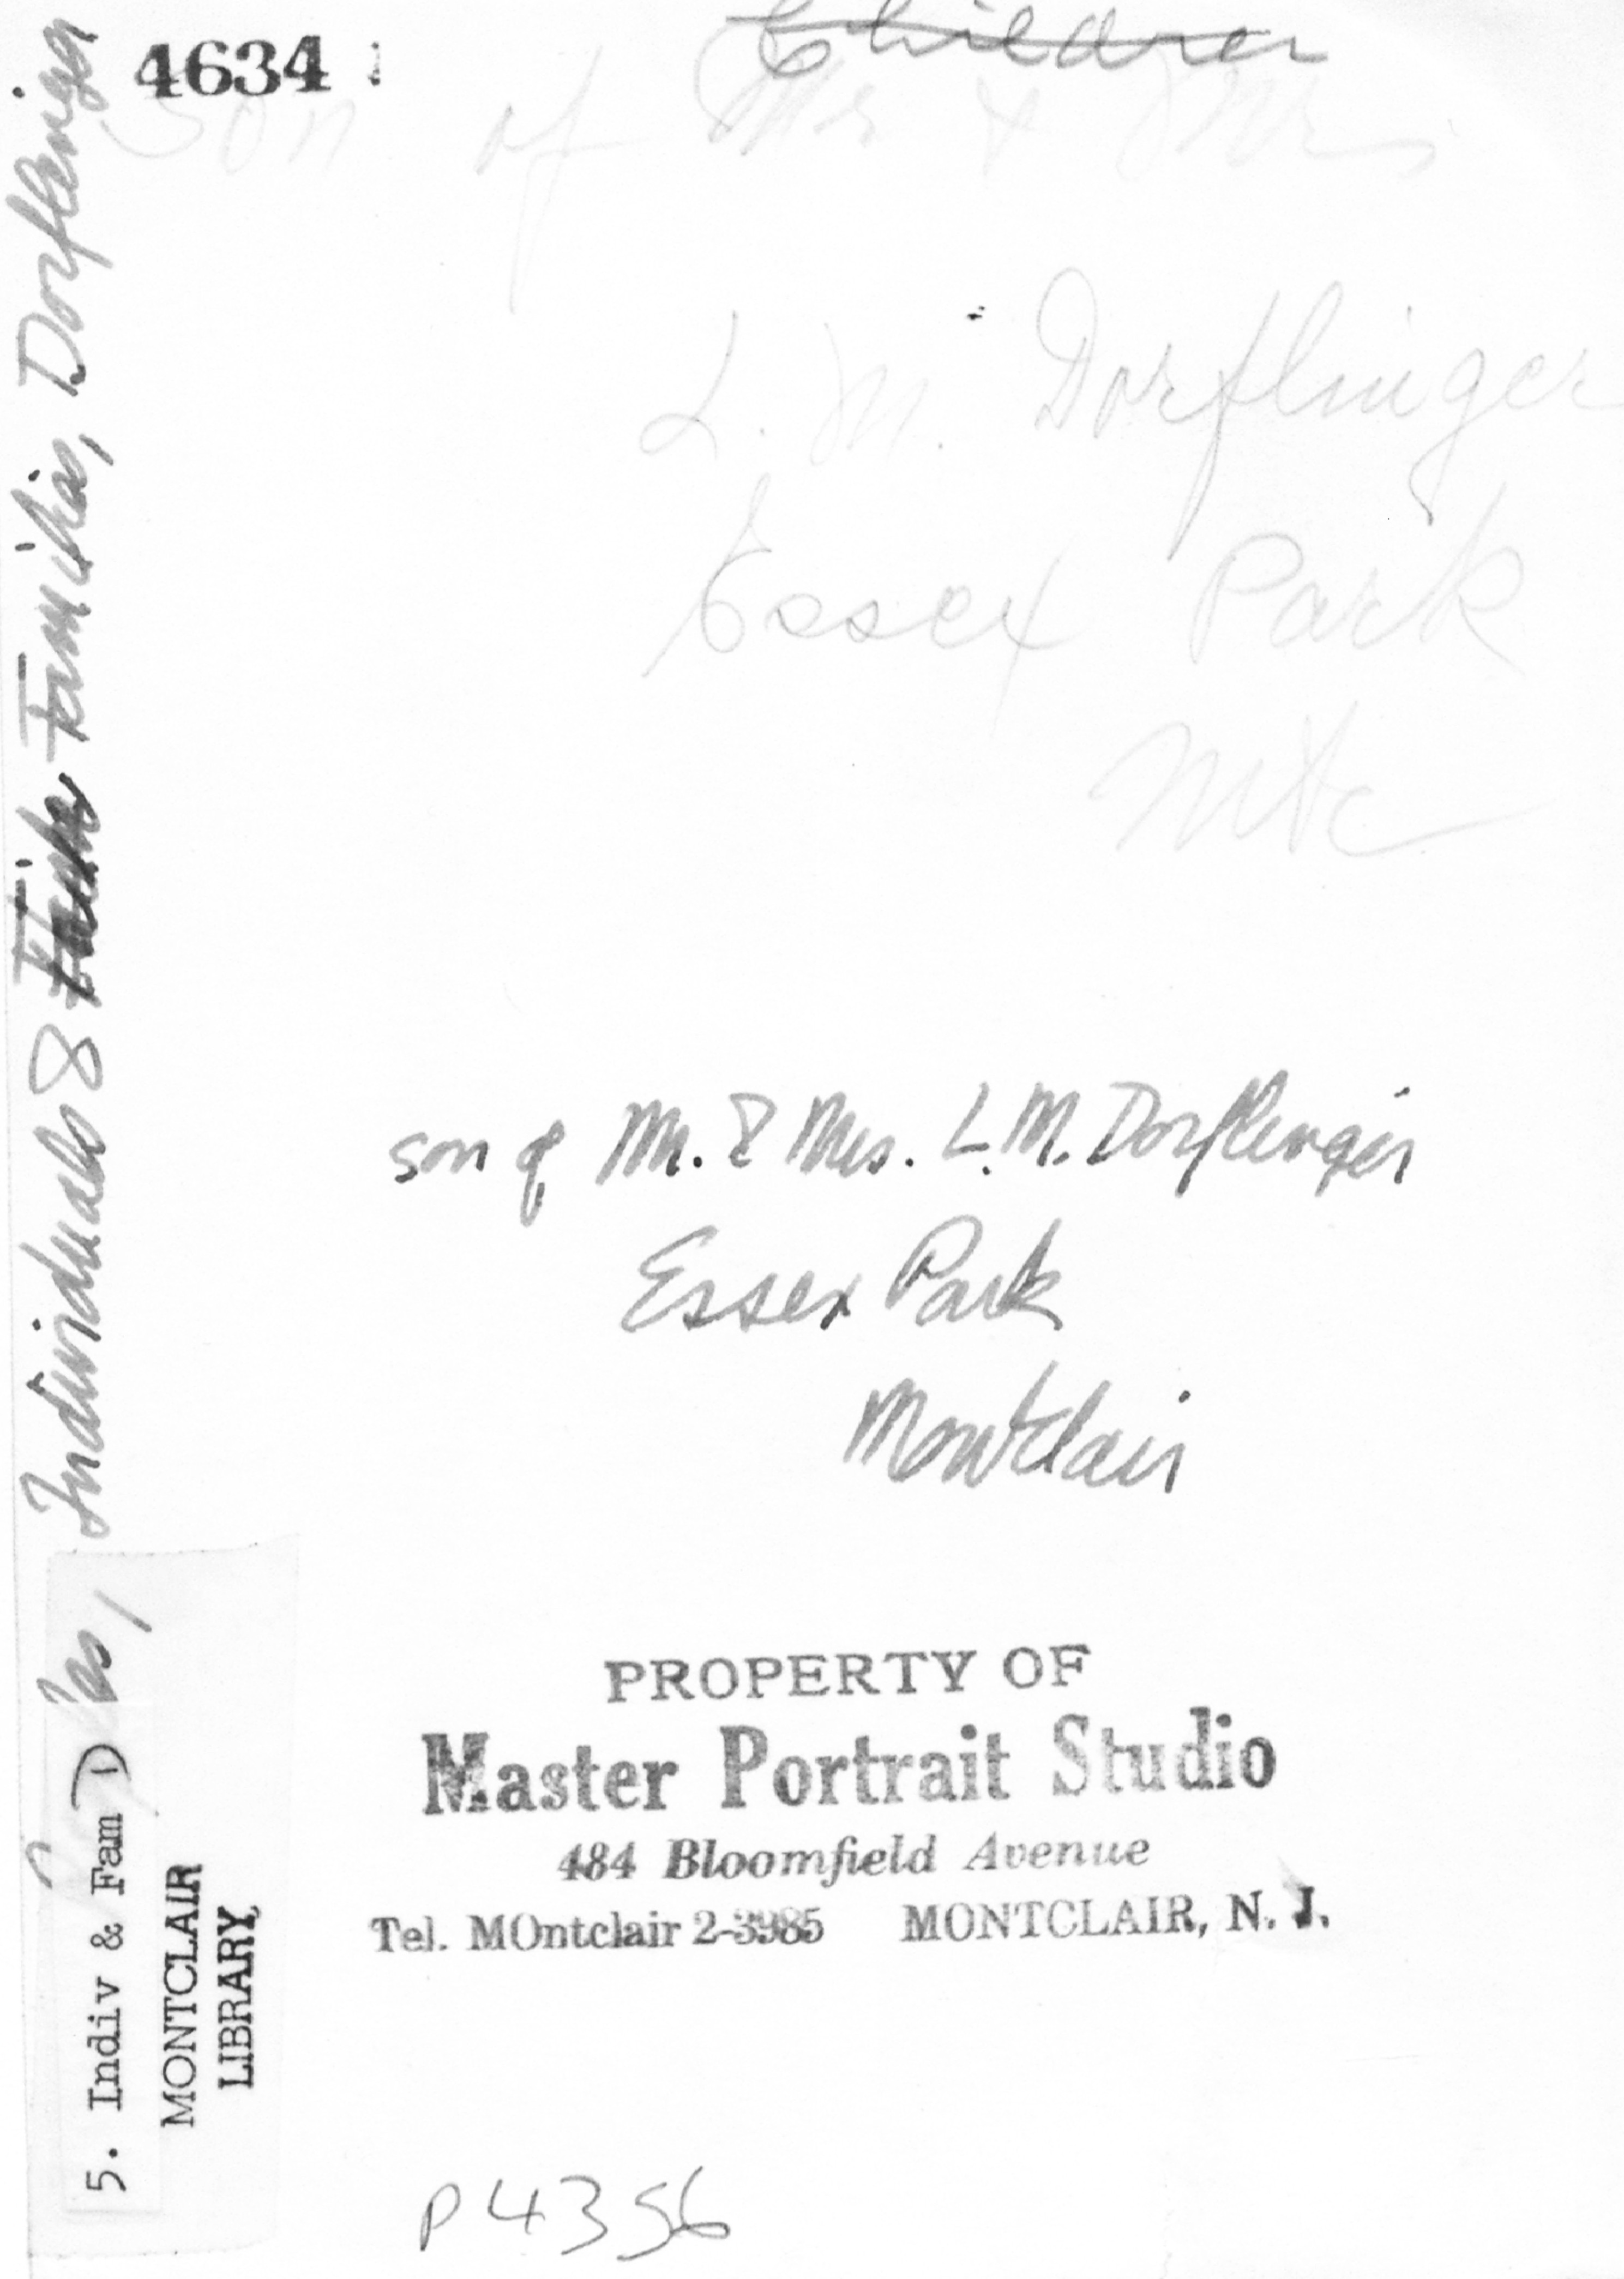 4634
Children
Son of Mr & Mrs
L. M. Dorflinger
Essex Park
Mtc
son of Mr. & Mrs. L. M. Dorflinger
Essex Park
Montclair
PROPERTY OF
Master Portrait Studio
484 Bloomfield Avenue
Tel. MOntclair 2-3985 MONTCLAIR, N. J.
P4356
Individuals & Families, Dorflinger
5. Indiv & Fam
MONTCLAIR
LIBRARY